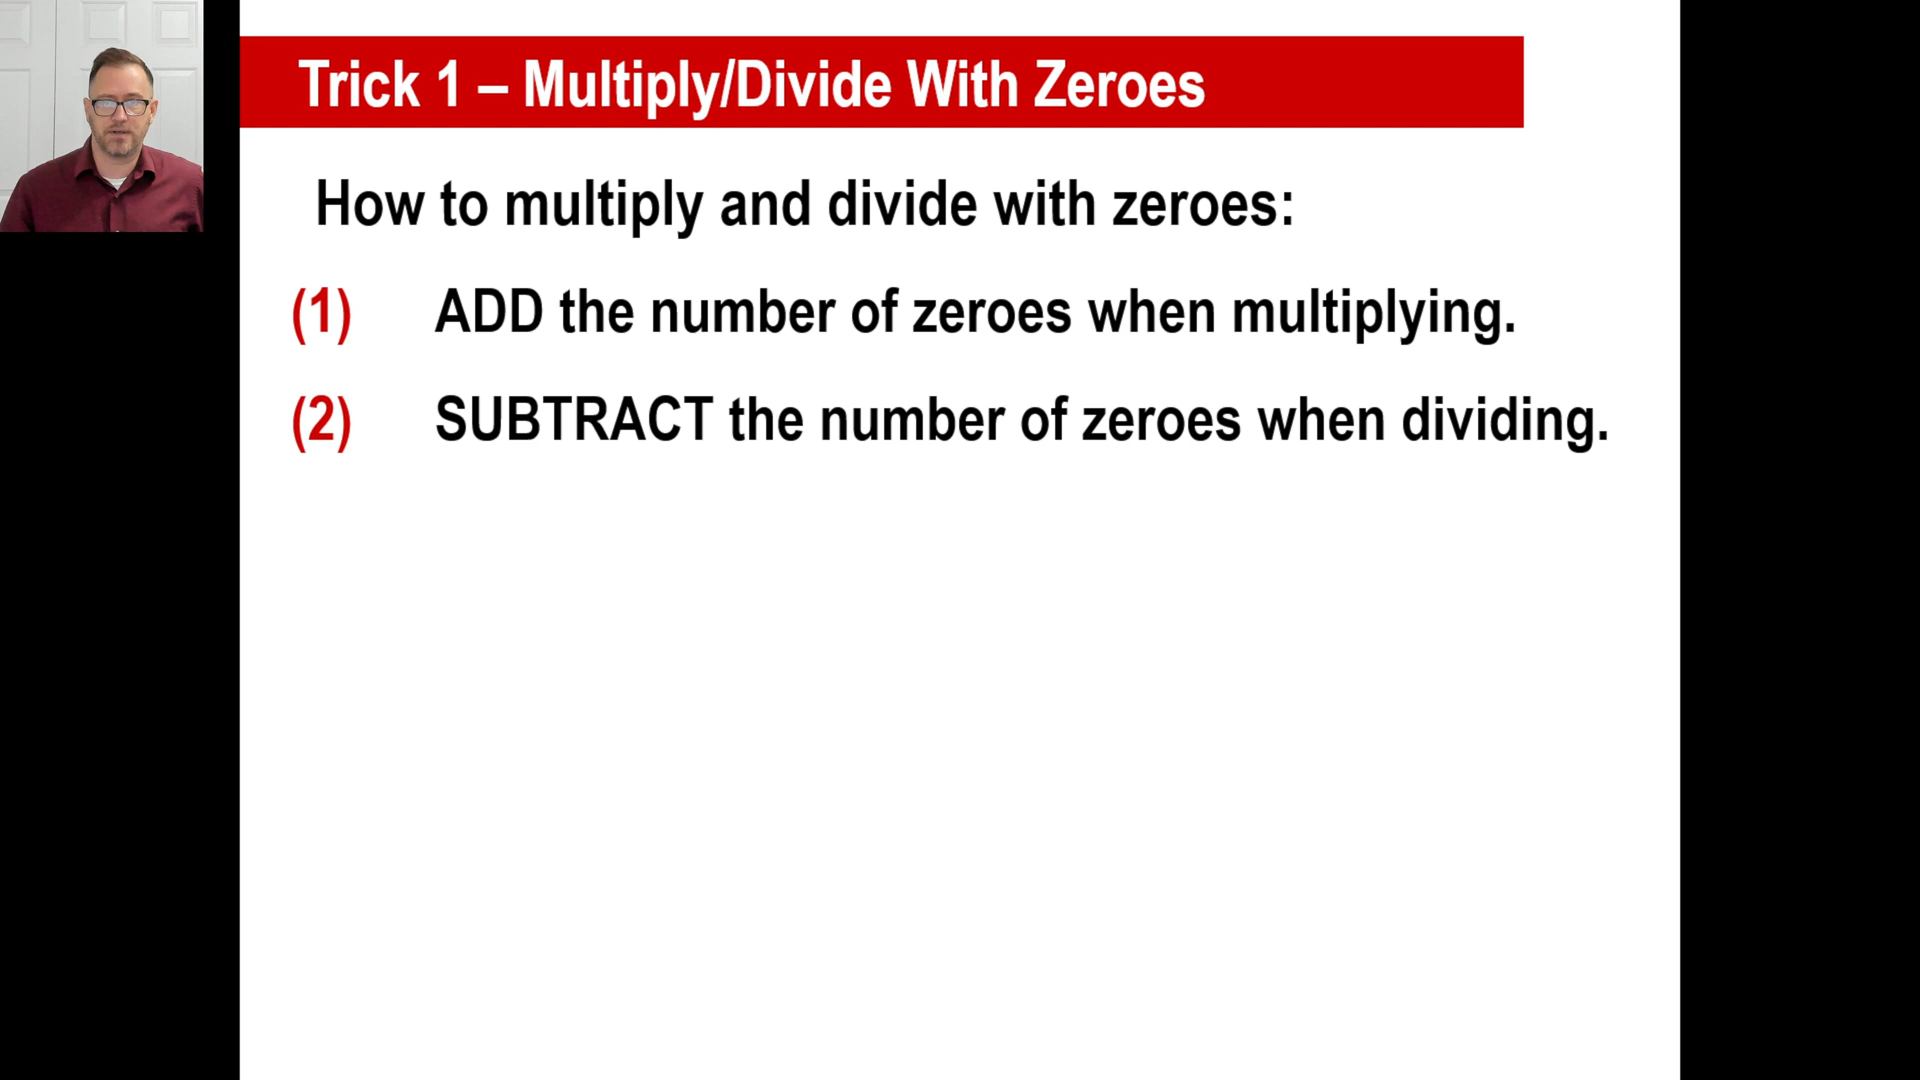 Trick 1 – Multiply/Divide With Zeroes
How to multiply and divide with zeroes:
(1) ADD the number of zeroes when multiplying.
(2) SUBTRACT the number of zeroes when dividing.